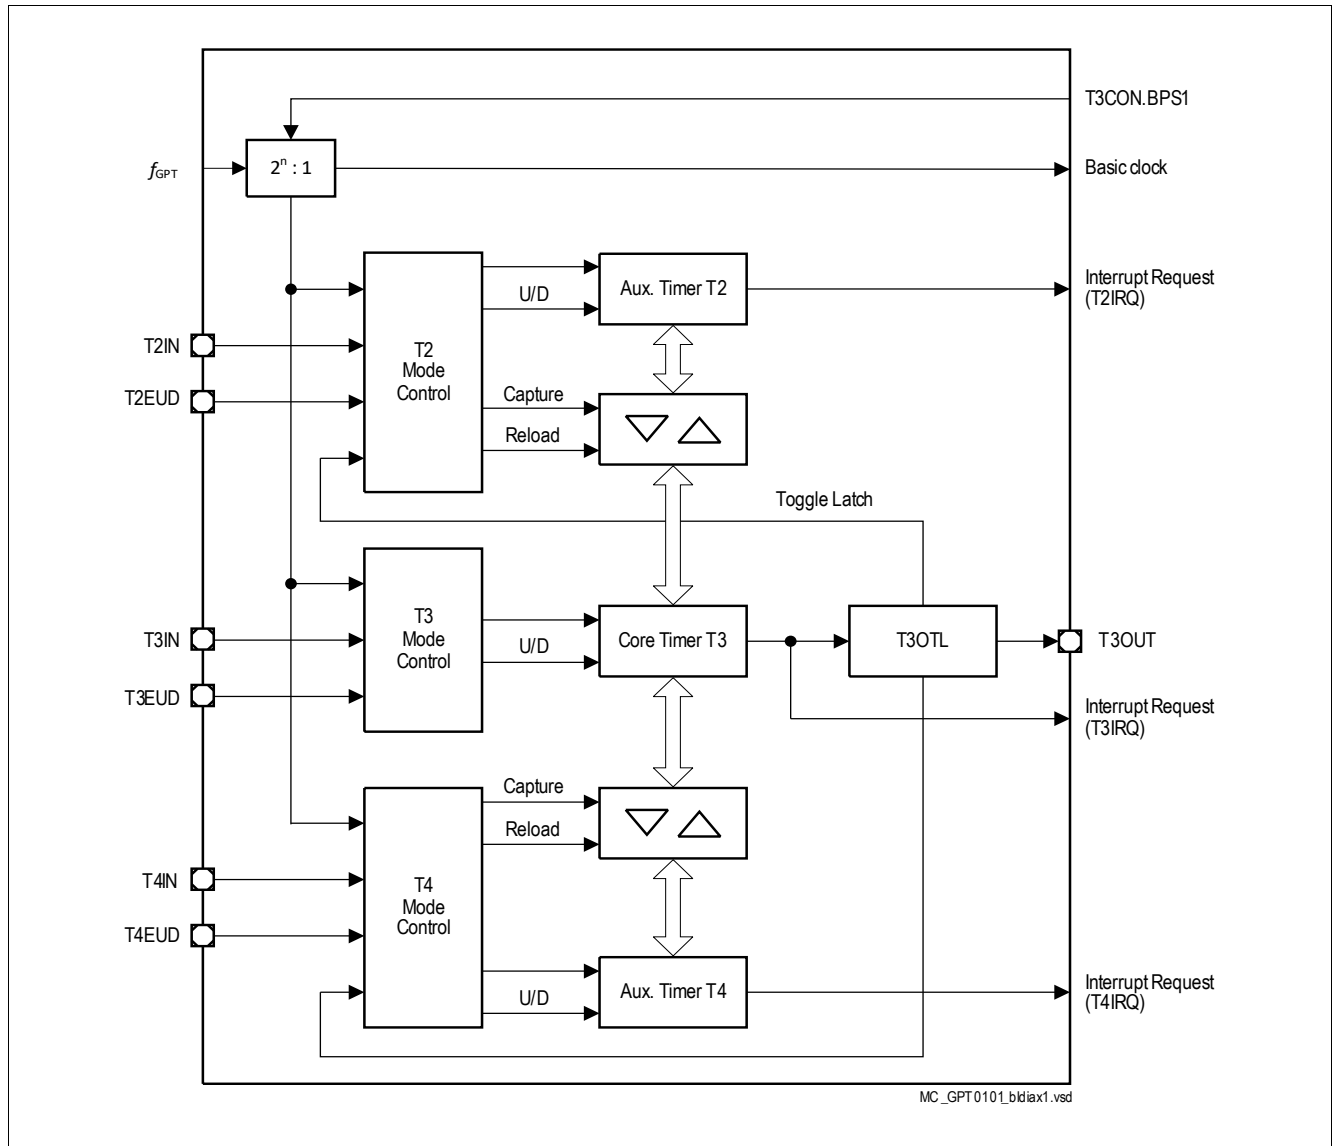 T3CON.BPS1
fGPT
2ⁿ : 1
Basic clock
Aux. Timer T2
U/D
Interrupt Request
(T2IRQ)
T2IN
T2EUD
T2
Mode
Control
Capture
Reload
Toggle Latch
T3IN
T3EUD
T3
Mode
Control
U/D
Core Timer T3
T3OTL
T3OUT
Interrupt Request
(T3IRQ)
Capture
Reload
T4IN
T4EUD
T4
Mode
Control
U/D
Aux. Timer T4
Interrupt Request
(T4IRQ)
MC_GPT0101_bldiax1.vsd